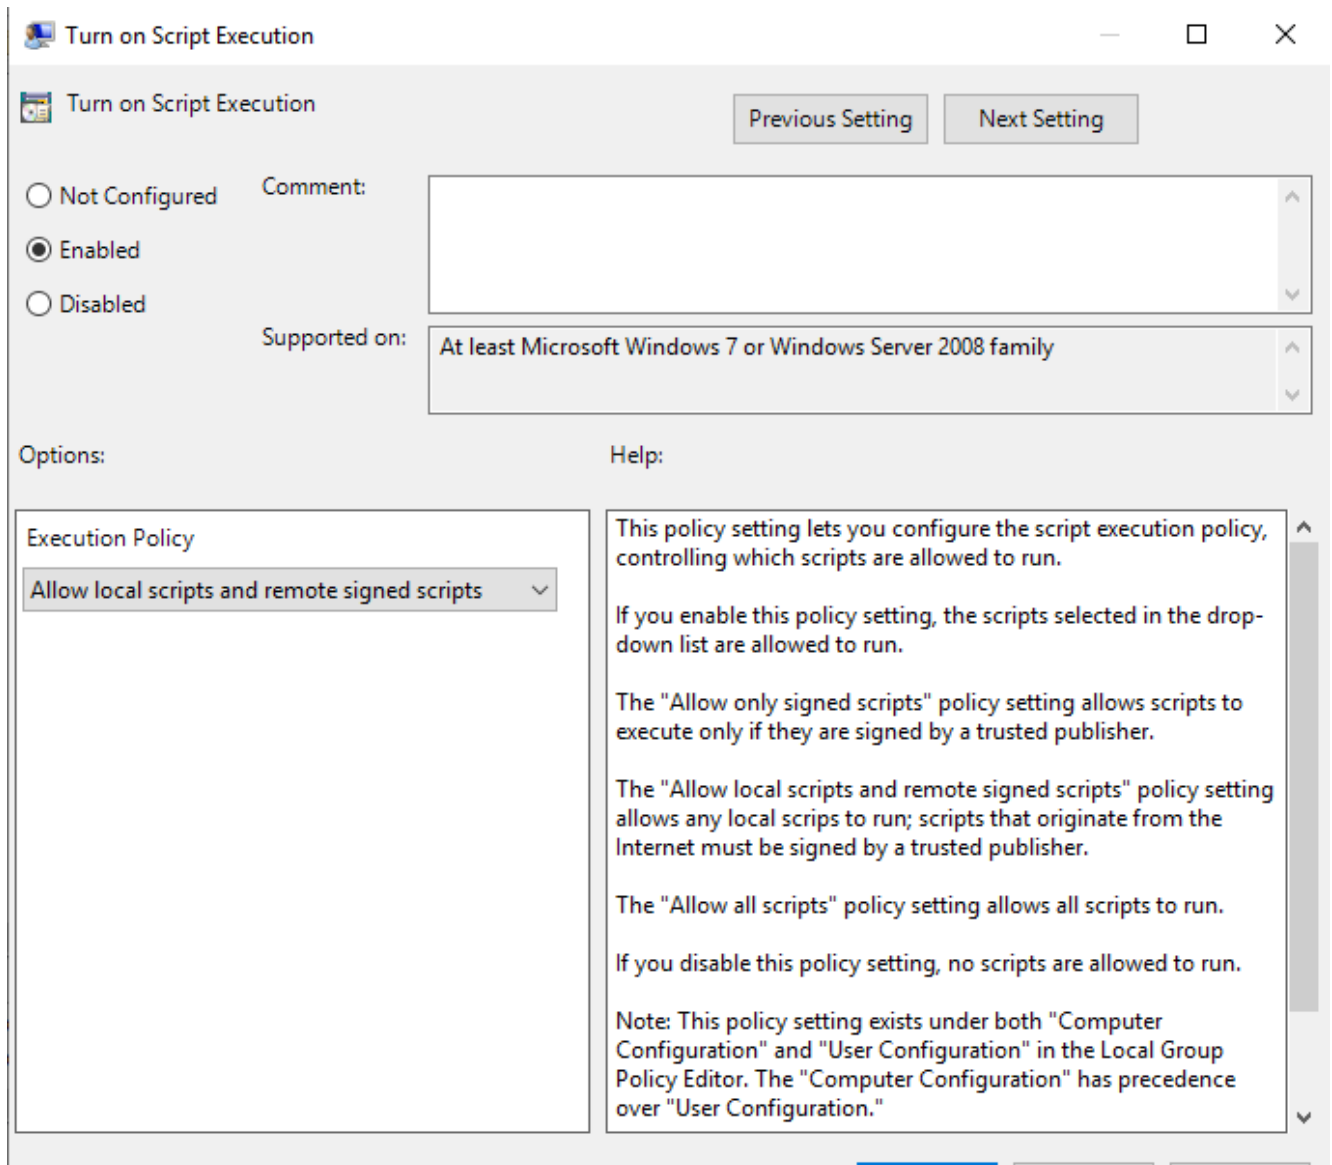 Turn on Script Execution
Turn on Script Execution
Previous Setting
Next Setting
Not Configured
Comment:
Enabled
Disabled
Supported on:
At least Microsoft Windows 7 or Windows Server 2008 family
Options:
Help:
Execution Policy
Allow local scripts and remote signed scripts
This policy setting lets you configure the script execution policy,
controlling which scripts are allowed to run.
If you enable this policy setting, the scripts selected in the drop-
down list are allowed to run.
The "Allow only signed scripts" policy setting allows scripts to
execute only if they are signed by a trusted publisher.
The "Allow local scripts and remote signed scripts" policy setting
allows any local scrips to run; scripts that originate from the
Internet must be signed by a trusted publisher.
The "Allow all scripts" policy setting allows all scripts to run.
If you disable this policy setting, no scripts are allowed to run.
Note: This policy setting exists under both "Computer
Configuration" and "User Configuration" in the Local Group
Policy Editor. The "Computer Configuration" has precedence
over "User Configuration."